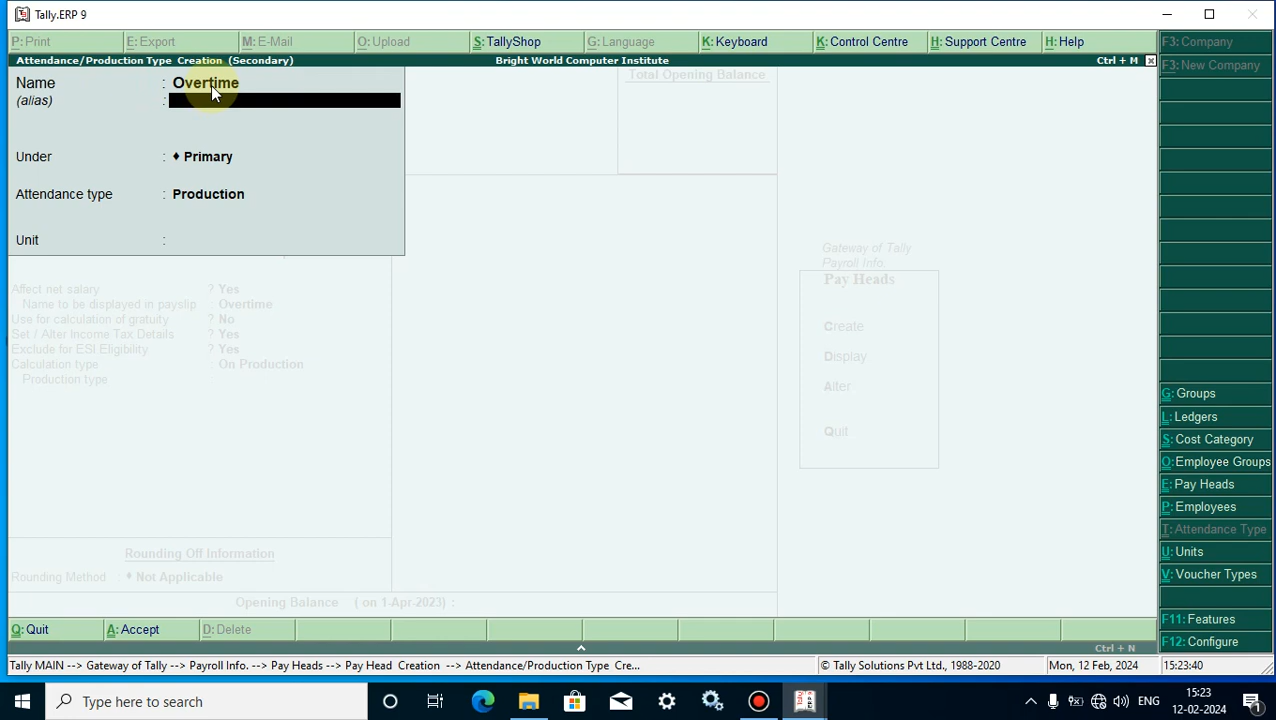 Tally.ERP 9
P: Print
E: Export
M: E-Mail
O: Upload
S: TallyShop
G: Language
K: Keyboard
K: Control Centre
H: Support Centre
H: Help
F3: Company
Attendance/Production Type Creation (Secondary)
Bright World Computer Institute
Ctrl + M
F3: New Company
Name : Overtime
(alias) :
Under : ♦ Primary
Attendance type : Production
Unit :
Total Opening Balance
Affect net salary ? Yes
Name to be displayed in payslip : Overtime
Use for calculation of gratuity ? No
Set / Alter Income Tax Details ? Yes
Exclude for ESI Eligibility ? Yes
Calculation type : On Production
Production type :
Gateway of Tally
Payroll Info.
Pay Heads
Create
Display
Alter
Quit
G: Groups
L: Ledgers
S: Cost Category
O: Employee Groups
E: Pay Heads
P: Employees
T: Attendance Type
U: Units
V: Voucher Types
F11: Features
F12: Configure
Rounding Off Information
Rounding Method : ♦ Not Applicable
Opening Balance ( on 1-Apr-2023) :
Q: Quit
A: Accept
D: Delete
Ctrl + N
Tally MAIN --> Gateway of Tally --> Payroll Info. --> Pay Heads --> Pay Head Creation --> Attendance/Production Type Cre...
© Tally Solutions Pvt Ltd., 1988-2020
Mon, 12 Feb, 2024
15:23:40
Type here to search
ENG
15:23
12-02-2024
1